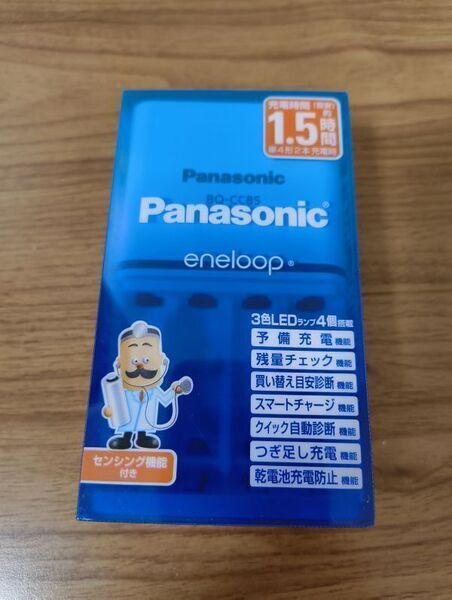 充電時間(目安)
約
1.5時間
単4形2本充電時
Panasonic
BQ-CC85
Panasonic®
eneloop®
3色LEDランプ4個搭載
予備充電機能
残量チェック機能
買い替え目安診断機能
スマートチャージ機能
クイック自動診断機能
つぎ足し充電機能
乾電池充電防止機能
センシング機能
付き